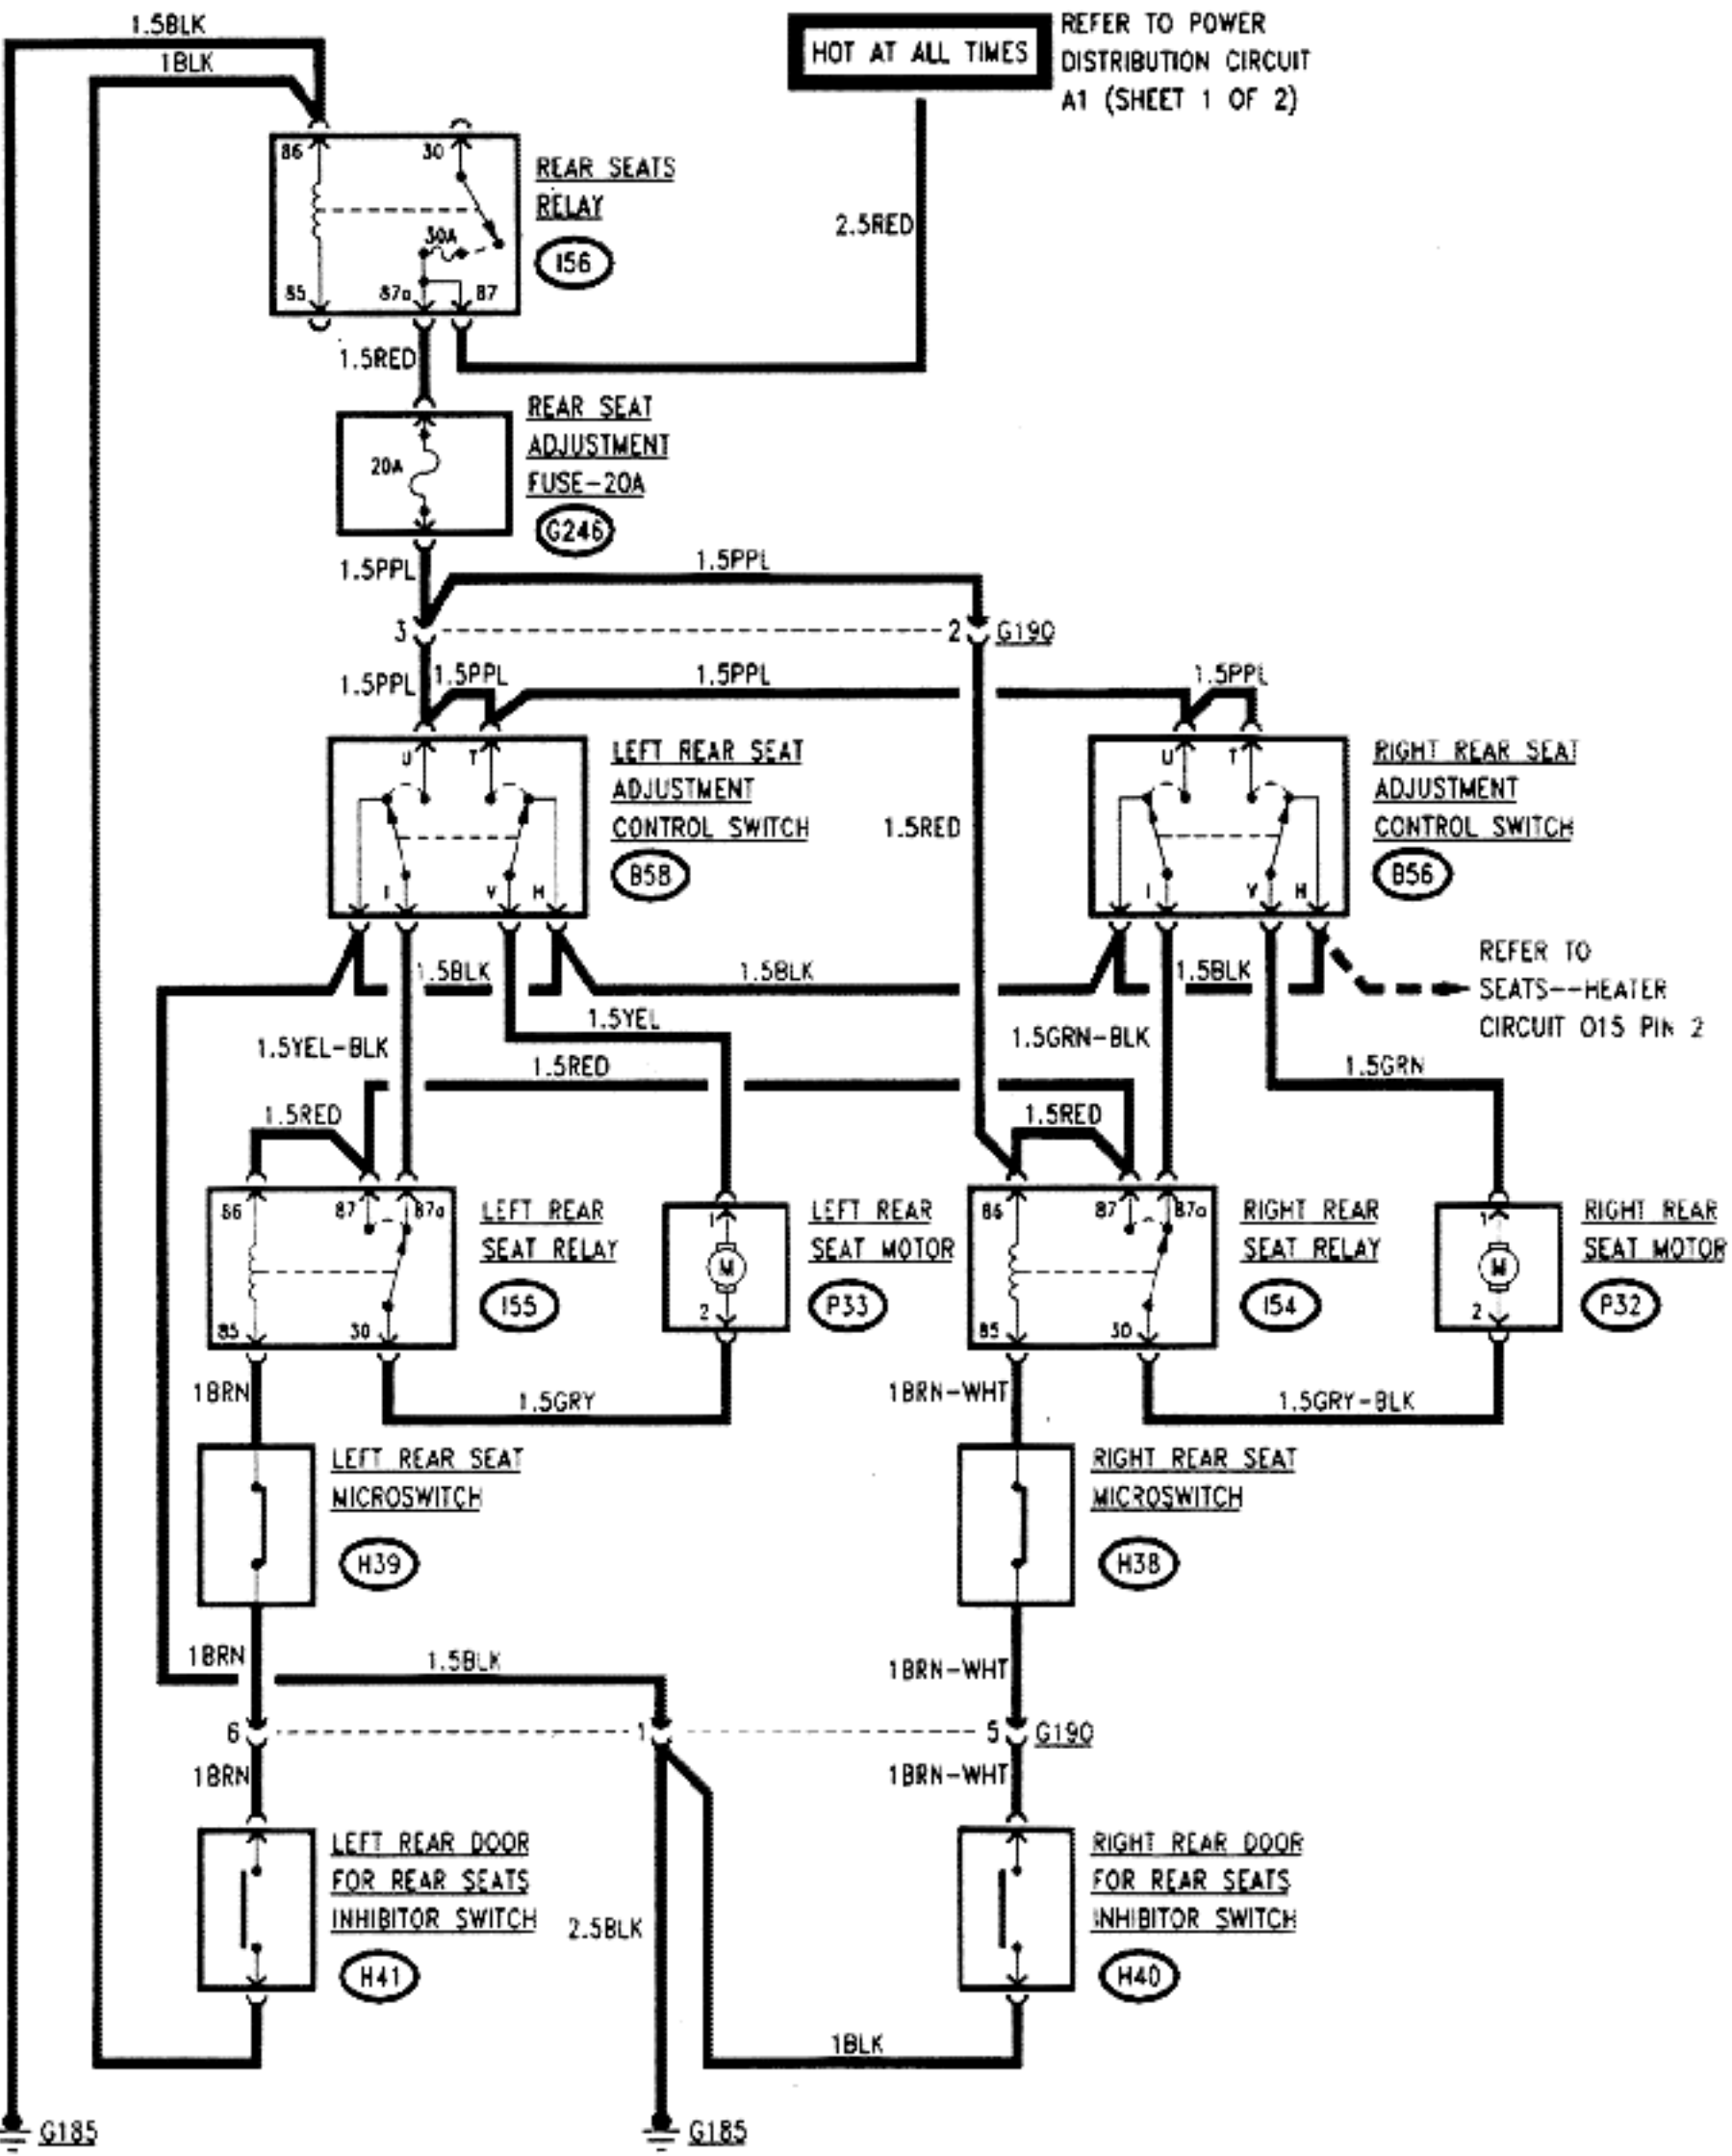 1.5BLK
1BLK
HOT AT ALL TIMES
REFER TO POWER
DISTRIBUTION CIRCUIT
A1 (SHEET 1 OF 2)
86
30
30A
85
87a
87
REAR SEATS
RELAY
I56
2.5RED
1.5RED
20A
REAR SEAT
ADJUSTMENT
FUSE-20A
G246
1.5PPL
1.5PPL
3
2
G190
1.5PPL
1.5PPL
1.5PPL
1.5PPL
U
T
I
V
H
LEFT REAR SEAT
ADJUSTMENT
CONTROL SWITCH
B58
1.5RED
U
T
I
V
H
RIGHT REAR SEAT
ADJUSTMENT
CONTROL SWITCH
B56
1.5BLK
1.5BLK
1.5BLK
REFER TO
SEATS--HEATER
CIRCUIT O15 PIN 2
1.5YEL-BLK
1.5YEL
1.5GRN-BLK
1.5GRN
1.5RED
1.5RED
1.5RED
86
87
87a
85
30
LEFT REAR
SEAT RELAY
I55
1
M
2
LEFT REAR
SEAT MOTOR
P33
86
87
87a
85
30
RIGHT REAR
SEAT RELAY
I54
1
M
2
RIGHT REAR
SEAT MOTOR
P32
1BRN
1.5GRY
1BRN-WHT
1.5GRY-BLK
LEFT REAR SEAT
MICROSWITCH
H39
RIGHT REAR SEAT
MICROSWITCH
H38
1BRN
1.5BLK
1BRN-WHT
6
1
5
G190
1BRN
1BRN-WHT
LEFT REAR DOOR
FOR REAR SEATS
INHIBITOR SWITCH
H41
2.5BLK
RIGHT REAR DOOR
FOR REAR SEATS
INHIBITOR SWITCH
H40
1BLK
G185
G185